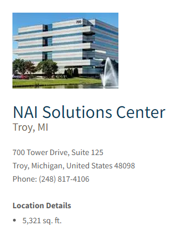 NAI Solutions Center
Troy, MI
700 Tower Drive, Suite 125
Troy, Michigan, United States 48098
Phone: (248) 817-4106
Location Details
• 5,321 sq. ft.